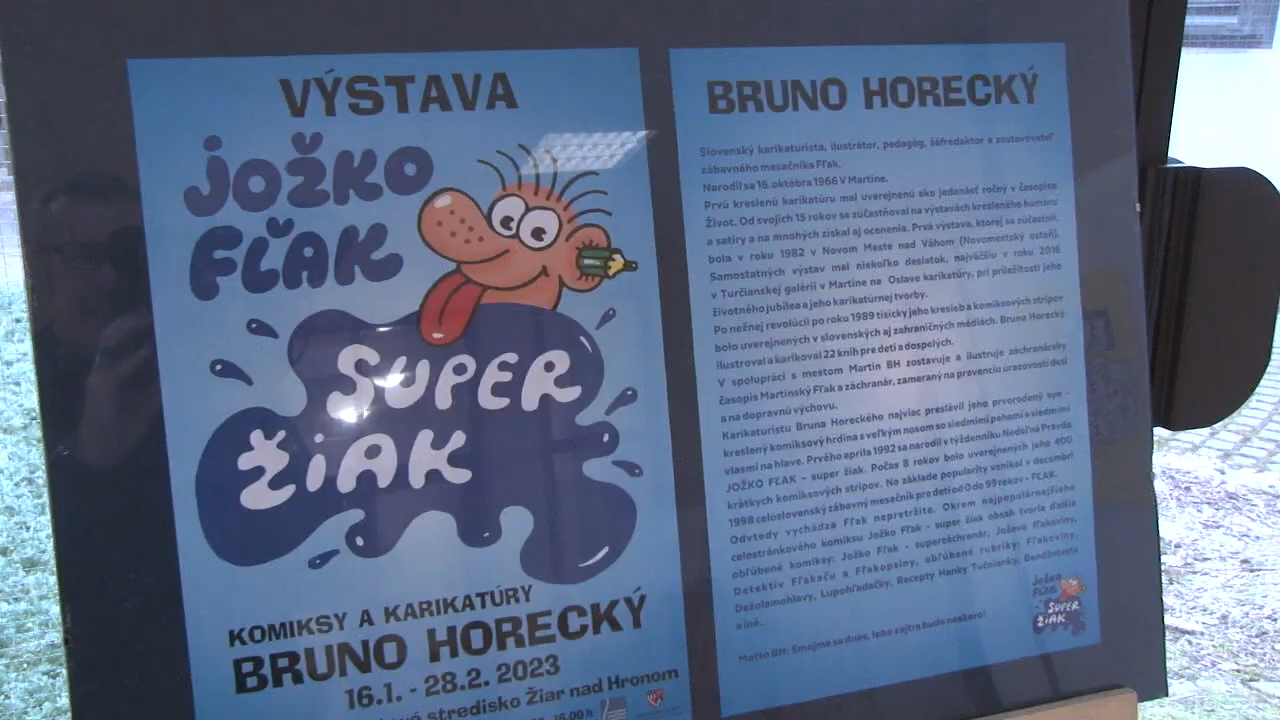 VÝSTAVA
JOŽKO
FĽAK
SUPER
ŽIAK
KOMIKSY A KARIKATÚRY
BRUNO HORECKÝ
16.1. - 28.2. 2023
stredisko Žiar nad Hronom
BRUNO HORECKÝ
Slovenský karikaturista, ilustrátor, pedagóg, šéfredaktor a zostavovateľ
zábavného mesačníka Fľak.
Narodil sa 16.októbra 1966 V Martine.
Prvú kreslenú karikatúru mal uverejnenú ako jedenásť ročný v časopise
Život. Od svojich 15 rokov sa zúčastňoval na výstavách kresleného humoru
a satiry a na mnohých získal aj ocenenia. Prvá výstava, ktorej sa zúčastnil,
bola v roku 1982 v Novom Meste nad Váhom (Novomestský osteň).
Samostatných výstav mal niekoľko desiatok, najväčšiu v roku 2016
v Turčianskej galérii v Martine na Oslave karikatúry, pri príležitosti jeho
životného jubilea a jeho karikatúrnej tvorby.
Po nežnej revolúcii po roku 1989 tisícky jeho kresieb a komiksových stripov
bolo uverejnených v slovenských aj zahraničných médiách. Bruno Horecký
ilustroval a karikoval 22 kníh pre deti a dospelých.
V spolupráci s mestom Martin BH zostavuje a ilustruje záchranársky
časopis Martinský Fľak a záchranár, zameraný na prevenciu úrazovosti detí
a na dopravnú výchovu.
Karikaturistu Bruna Horeckého najviac preslávil jeho prvorodený syn -
kreslený komiksový hrdina s veľkým nosom so siedmimi pehami a siedmimi
vlasmi na hlave. Prvého apríla 1992 sa narodil v týždenníku Nedeľná Pravda
JOŽKO FĽAK - super žiak. Počas 8 rokov bolo uverejnených jeho 400
krátkych komiksových stripov. Na základe popularity vznikol v decembri
1998 celoslovenský zábavný mesačník pre deti od 0 do 99 rokov - FĽAK.
Odvtedy vychádza Fľak nepretržite. Okrem najpopulárnejšieho
celostránkového komiksu Jožko Fľak - super žiak obsah tvoria ďalšie
obľúbené komiksy: Jožko Fľak - superzáchranár, Jožove fľakoviny,
Detektív Fľakaču a Fľakopsiny, obľúbené rubriky: Fľakoviny,
Dežolamohlavy, Lupohľadačky, Recepty Hanky Tučnianky,
a iné.
Motto BH: Smejme sa dnes, lebo zajtra bude neskoro!
JOŽKO
FĽAK
SUPER
ŽIAK